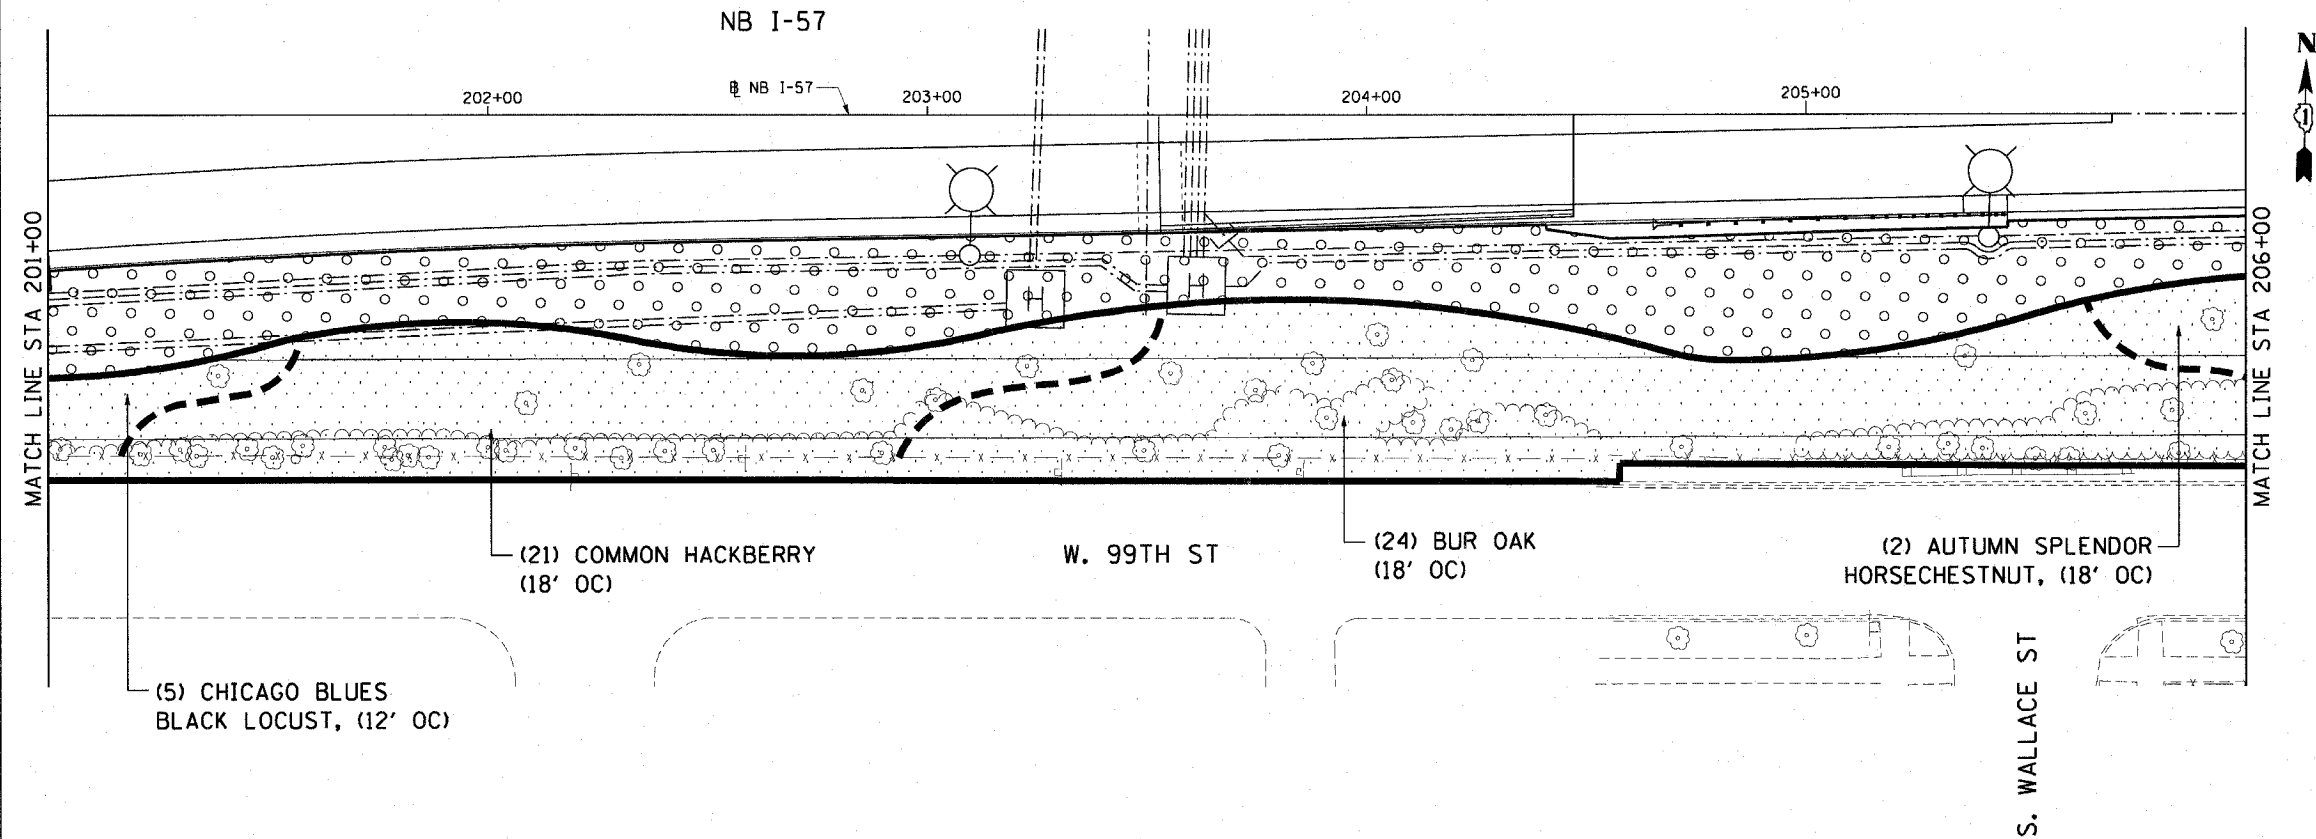 NB I-57
N
1
202+00
℄ NB I-57
203+00
204+00
205+00
MATCH LINE STA 201+00
MATCH LINE STA 206+00
(21) COMMON HACKBERRY
(18' OC)
W. 99TH ST
(24) BUR OAK
(18' OC)
(2) AUTUMN SPLENDOR
HORSECHESTNUT, (18' OC)
(5) CHICAGO BLUES
BLACK LOCUST, (12' OC)
S. WALLACE ST